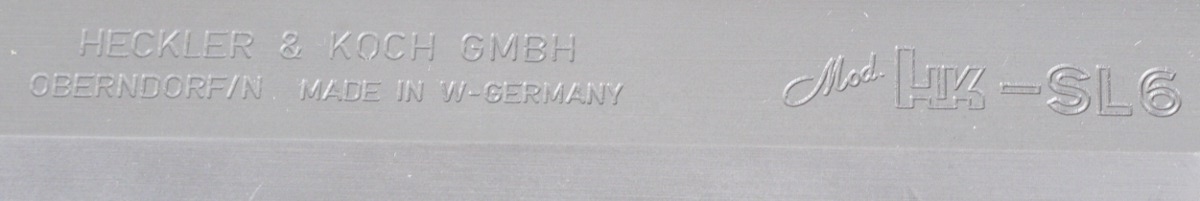 HECKLER & KOCH GMBH
OBERNDORF/N MADE IN W-GERMANY
Mod. HK-SL6